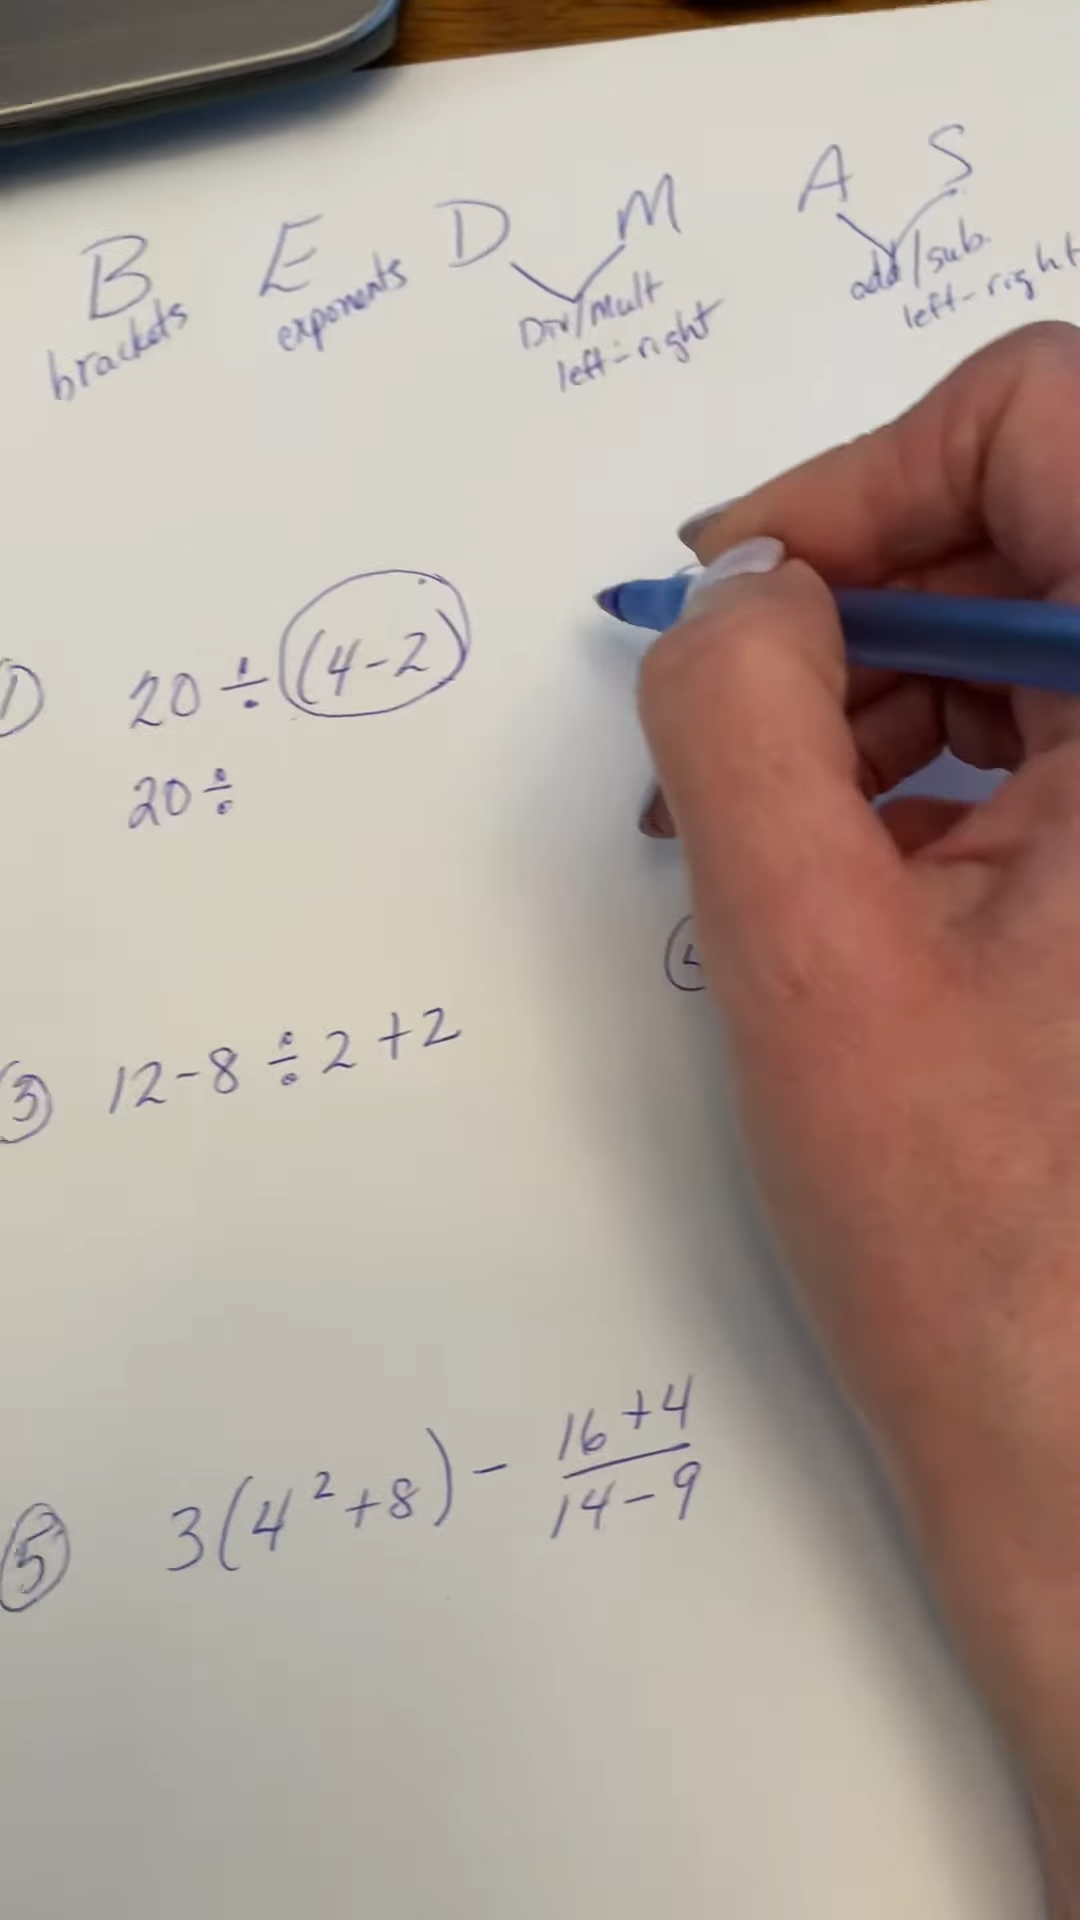 B E D M A S
brackets exponents Div/Mult add/sub.
left-right left-right
① 20 ÷ (4-2)
20 ÷
③ 12-8 ÷ 2 +2
⑤ 3(4²+8) - 16+4
14-9